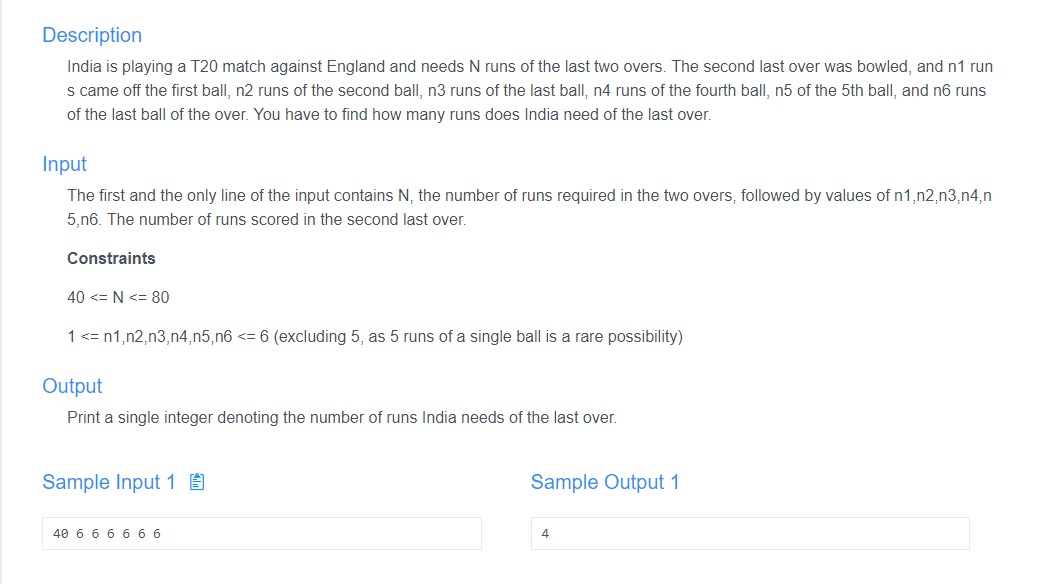 Description
India is playing a T20 match against England and needs N runs of the last two overs. The second last over was bowled, and n1 run
s came off the first ball, n2 runs of the second ball, n3 runs of the last ball, n4 runs of the fourth ball, n5 of the 5th ball, and n6 runs
of the last ball of the over. You have to find how many runs does India need of the last over.
Input
The first and the only line of the input contains N, the number of runs required in the two overs, followed by values of n1,n2,n3,n4,n
5,n6. The number of runs scored in the second last over.
Constraints
40 <= N <= 80
1 <= n1,n2,n3,n4,n5,n6 <= 6 (excluding 5, as 5 runs of a single ball is a rare possibility)
Output
Print a single integer denoting the number of runs India needs of the last over.
Sample Input 1
Sample Output 1
40 6 6 6 6 6 6
4